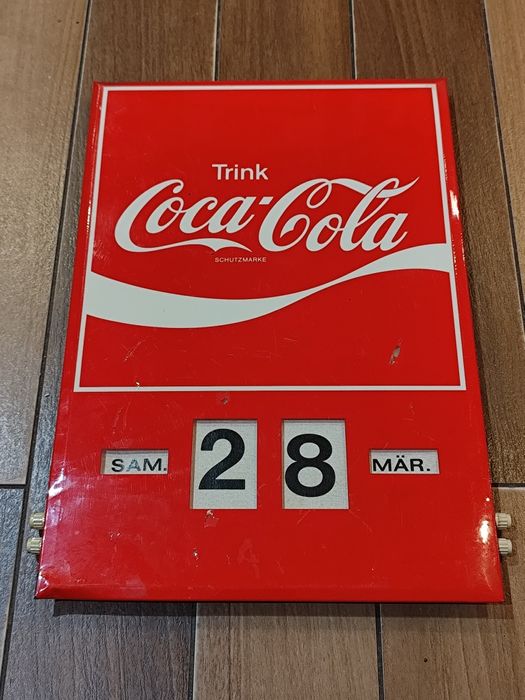 Trink
Coca-Cola
SCHUTZMARKE
SAM. 28 MÄR.